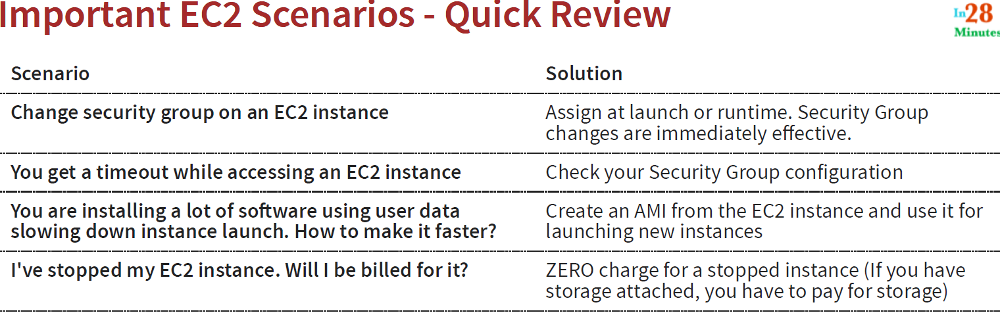 Important EC2 Scenarios - Quick Review
In28
Minutes
Scenario
Solution
Change security group on an EC2 instance
Assign at launch or runtime. Security Group
changes are immediately effective.
You get a timeout while accessing an EC2 instance
Check your Security Group configuration
You are installing a lot of software using user data
slowing down instance launch. How to make it faster?
Create an AMI from the EC2 instance and use it for
launching new instances
I've stopped my EC2 instance. Will I be billed for it?
ZERO charge for a stopped instance (If you have
storage attached, you have to pay for storage)